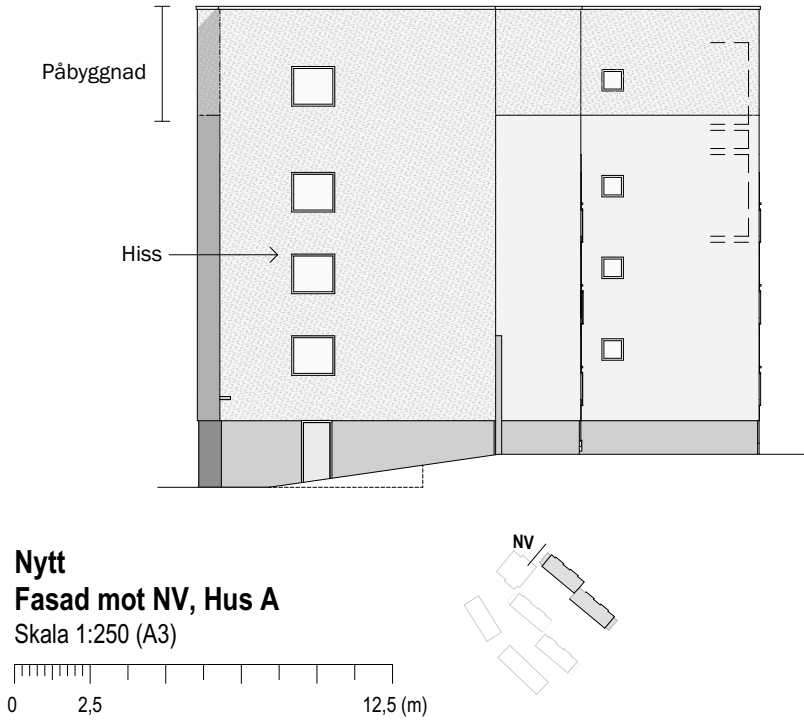 Påbyggnad
Hiss
NV
Nytt
Fasad mot NV, Hus A
Skala 1:250 (A3)
0 2,5 12,5 (m)